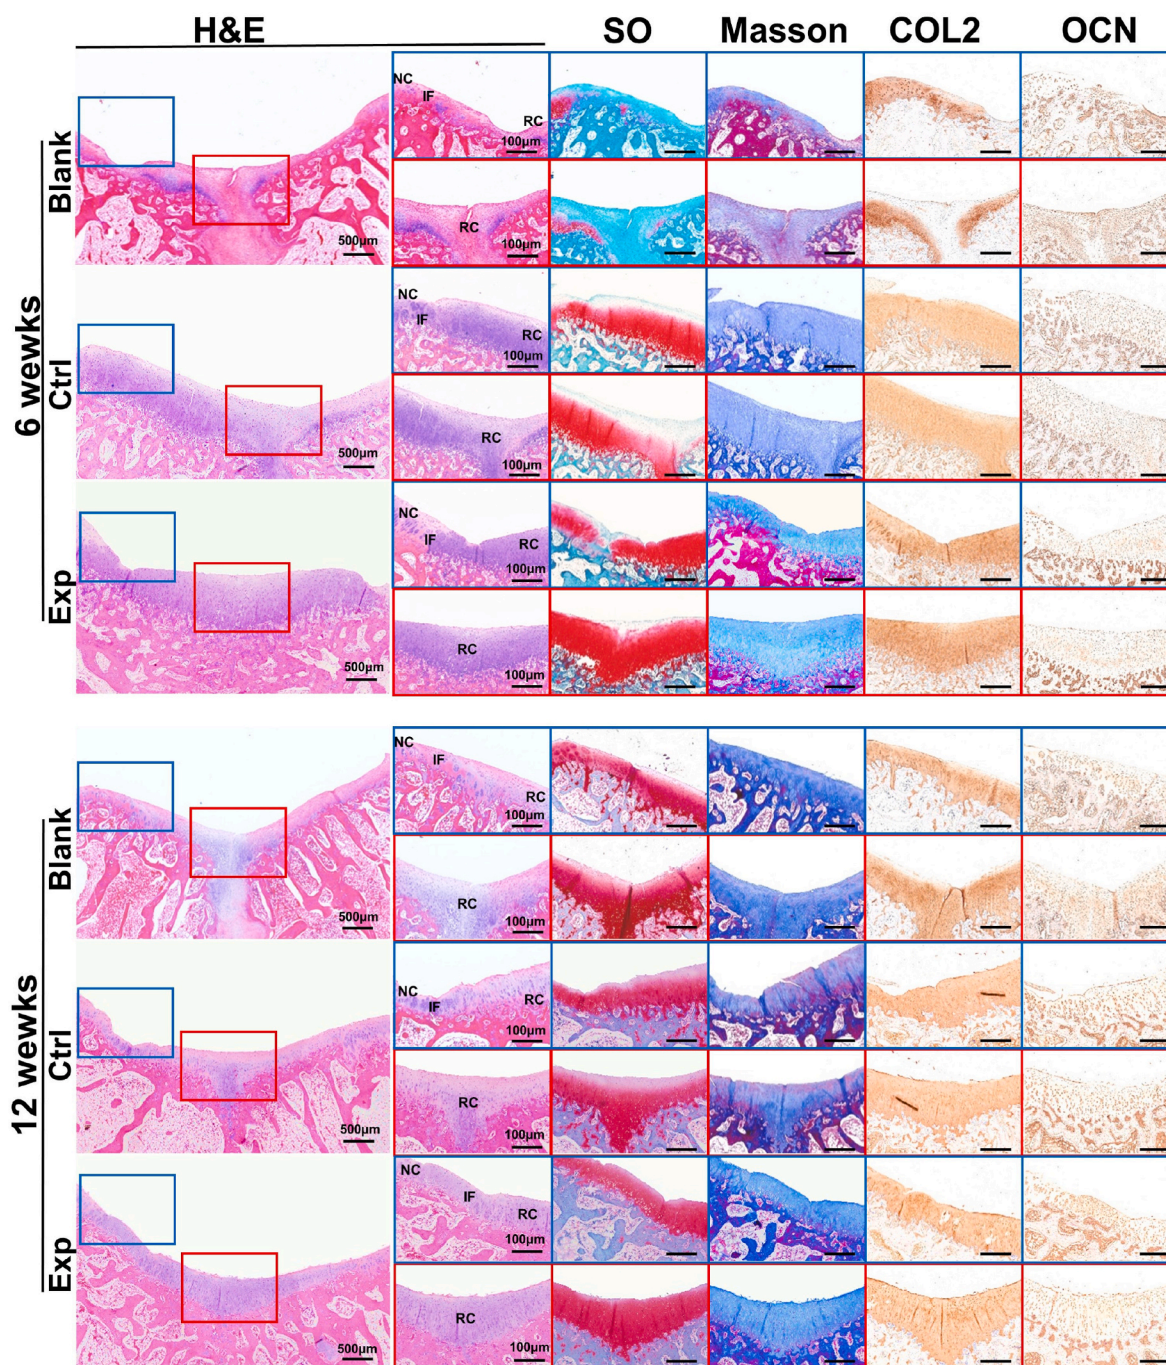 H&E SO Masson COL2 OCN
6 wewks
Blank
500μm
NC IF RC 100μm
RC 100μm
Ctrl
500μm
NC IF RC 100μm
RC 100μm
Exp
500μm
NC IF RC 100μm
RC 100μm
12 wewks
Blank
500μm
NC IF RC 100μm
RC 100μm
Ctrl
500μm
NC IF RC 100μm
RC 100μm
Exp
500μm
NC IF RC 100μm
RC 100μm